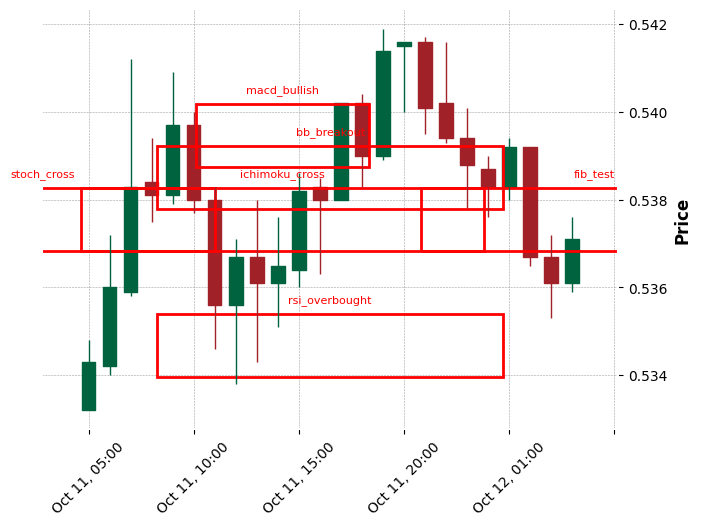 0.542
macd_bullish
0.540
bb_breakout
stoch_cross
ichimoku_cross
fib_test
0.538
Price
0.536
rsi_overbought
0.534
Oct 11, 05:00
Oct 11, 10:00
Oct 11, 15:00
Oct 11, 20:00
Oct 12, 01:00